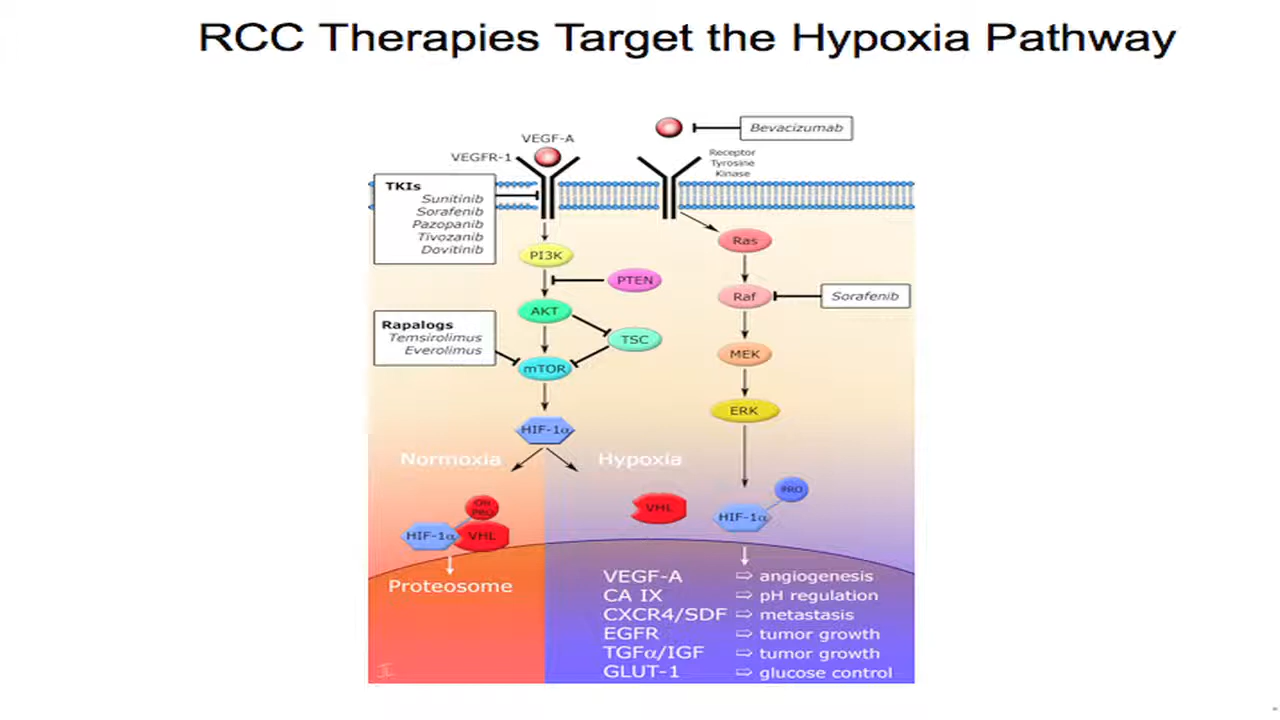 RCC Therapies Target the Hypoxia Pathway
Bevacizumab
VEGF-A
VEGFR-1
Receptor
Tyrosine
Kinase
TKIs
Sunitinib
Sorafenib
Pazopanib
Tivozanib
Dovitinib
Ras
PI3K
PTEN
Raf
Sorafenib
AKT
Rapalogs
Temsirolimus
Everolimus
TSC
MEK
mTOR
ERK
HIF-1α
Normoxia
Hypoxia
PRO
OH
PRO
VHL
HIF-1α
HIF-1α
VHL
Proteosome
VEGF-A ⇨ angiogenesis
CA IX ⇨ pH regulation
CXCR4/SDF ⇨ metastasis
EGFR ⇨ tumor growth
TGFα/IGF ⇨ tumor growth
GLUT-1 ⇨ glucose control